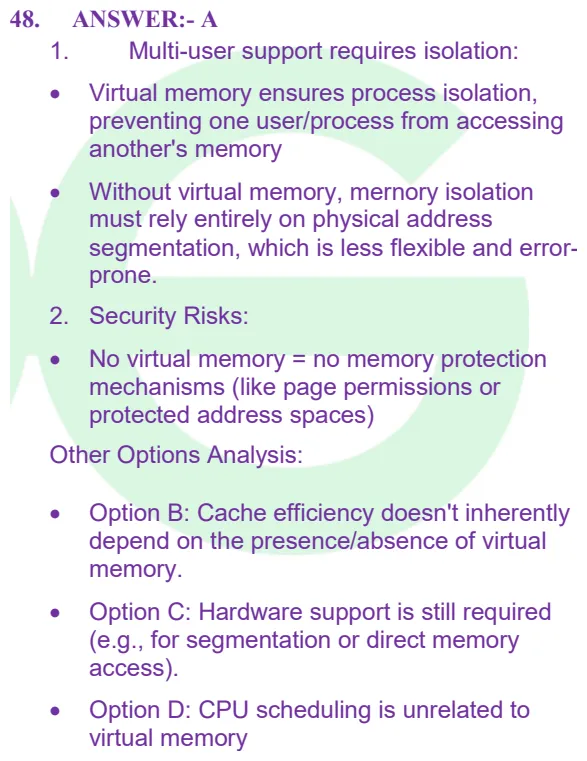 48. ANSWER:- A
1. Multi-user support requires isolation:
• Virtual memory ensures process isolation,
preventing one user/process from accessing
another's memory
• Without virtual memory, mernory isolation
must rely entirely on physical address
segmentation, which is less flexible and error-
prone.
2. Security Risks:
• No virtual memory = no memory protection
mechanisms (like page permissions or
protected address spaces)
Other Options Analysis:
• Option B: Cache efficiency doesn't inherently
depend on the presence/absence of virtual
memory.
• Option C: Hardware support is still required
(e.g., for segmentation or direct memory
access).
• Option D: CPU scheduling is unrelated to
virtual memory